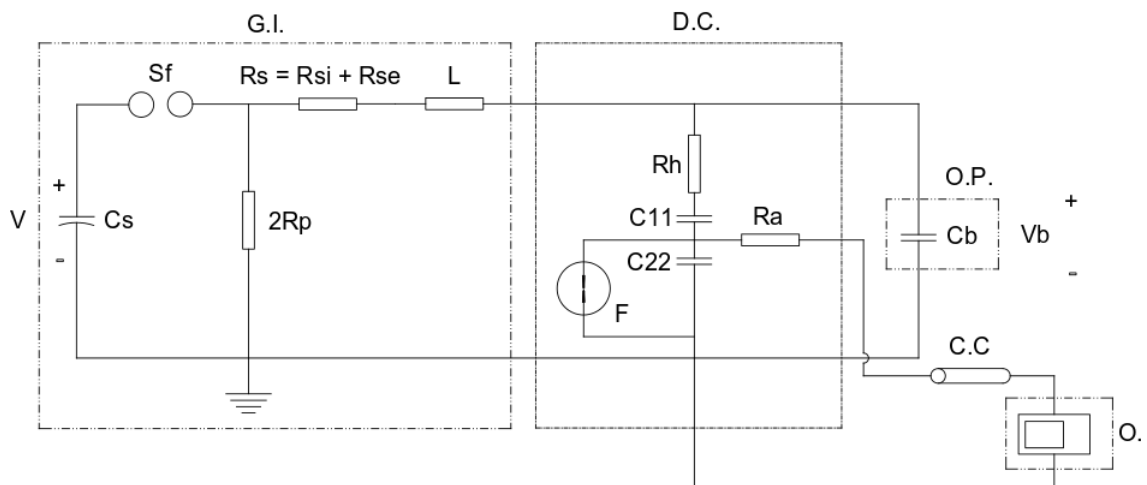 G.I.
D.C.
Sf
Rs = Rsi + Rse
L
Rh
O.P.
+
+
C11
Ra
V
Cs
2Rp
Cb
Vb
-
C22
-
F
C.C
O.